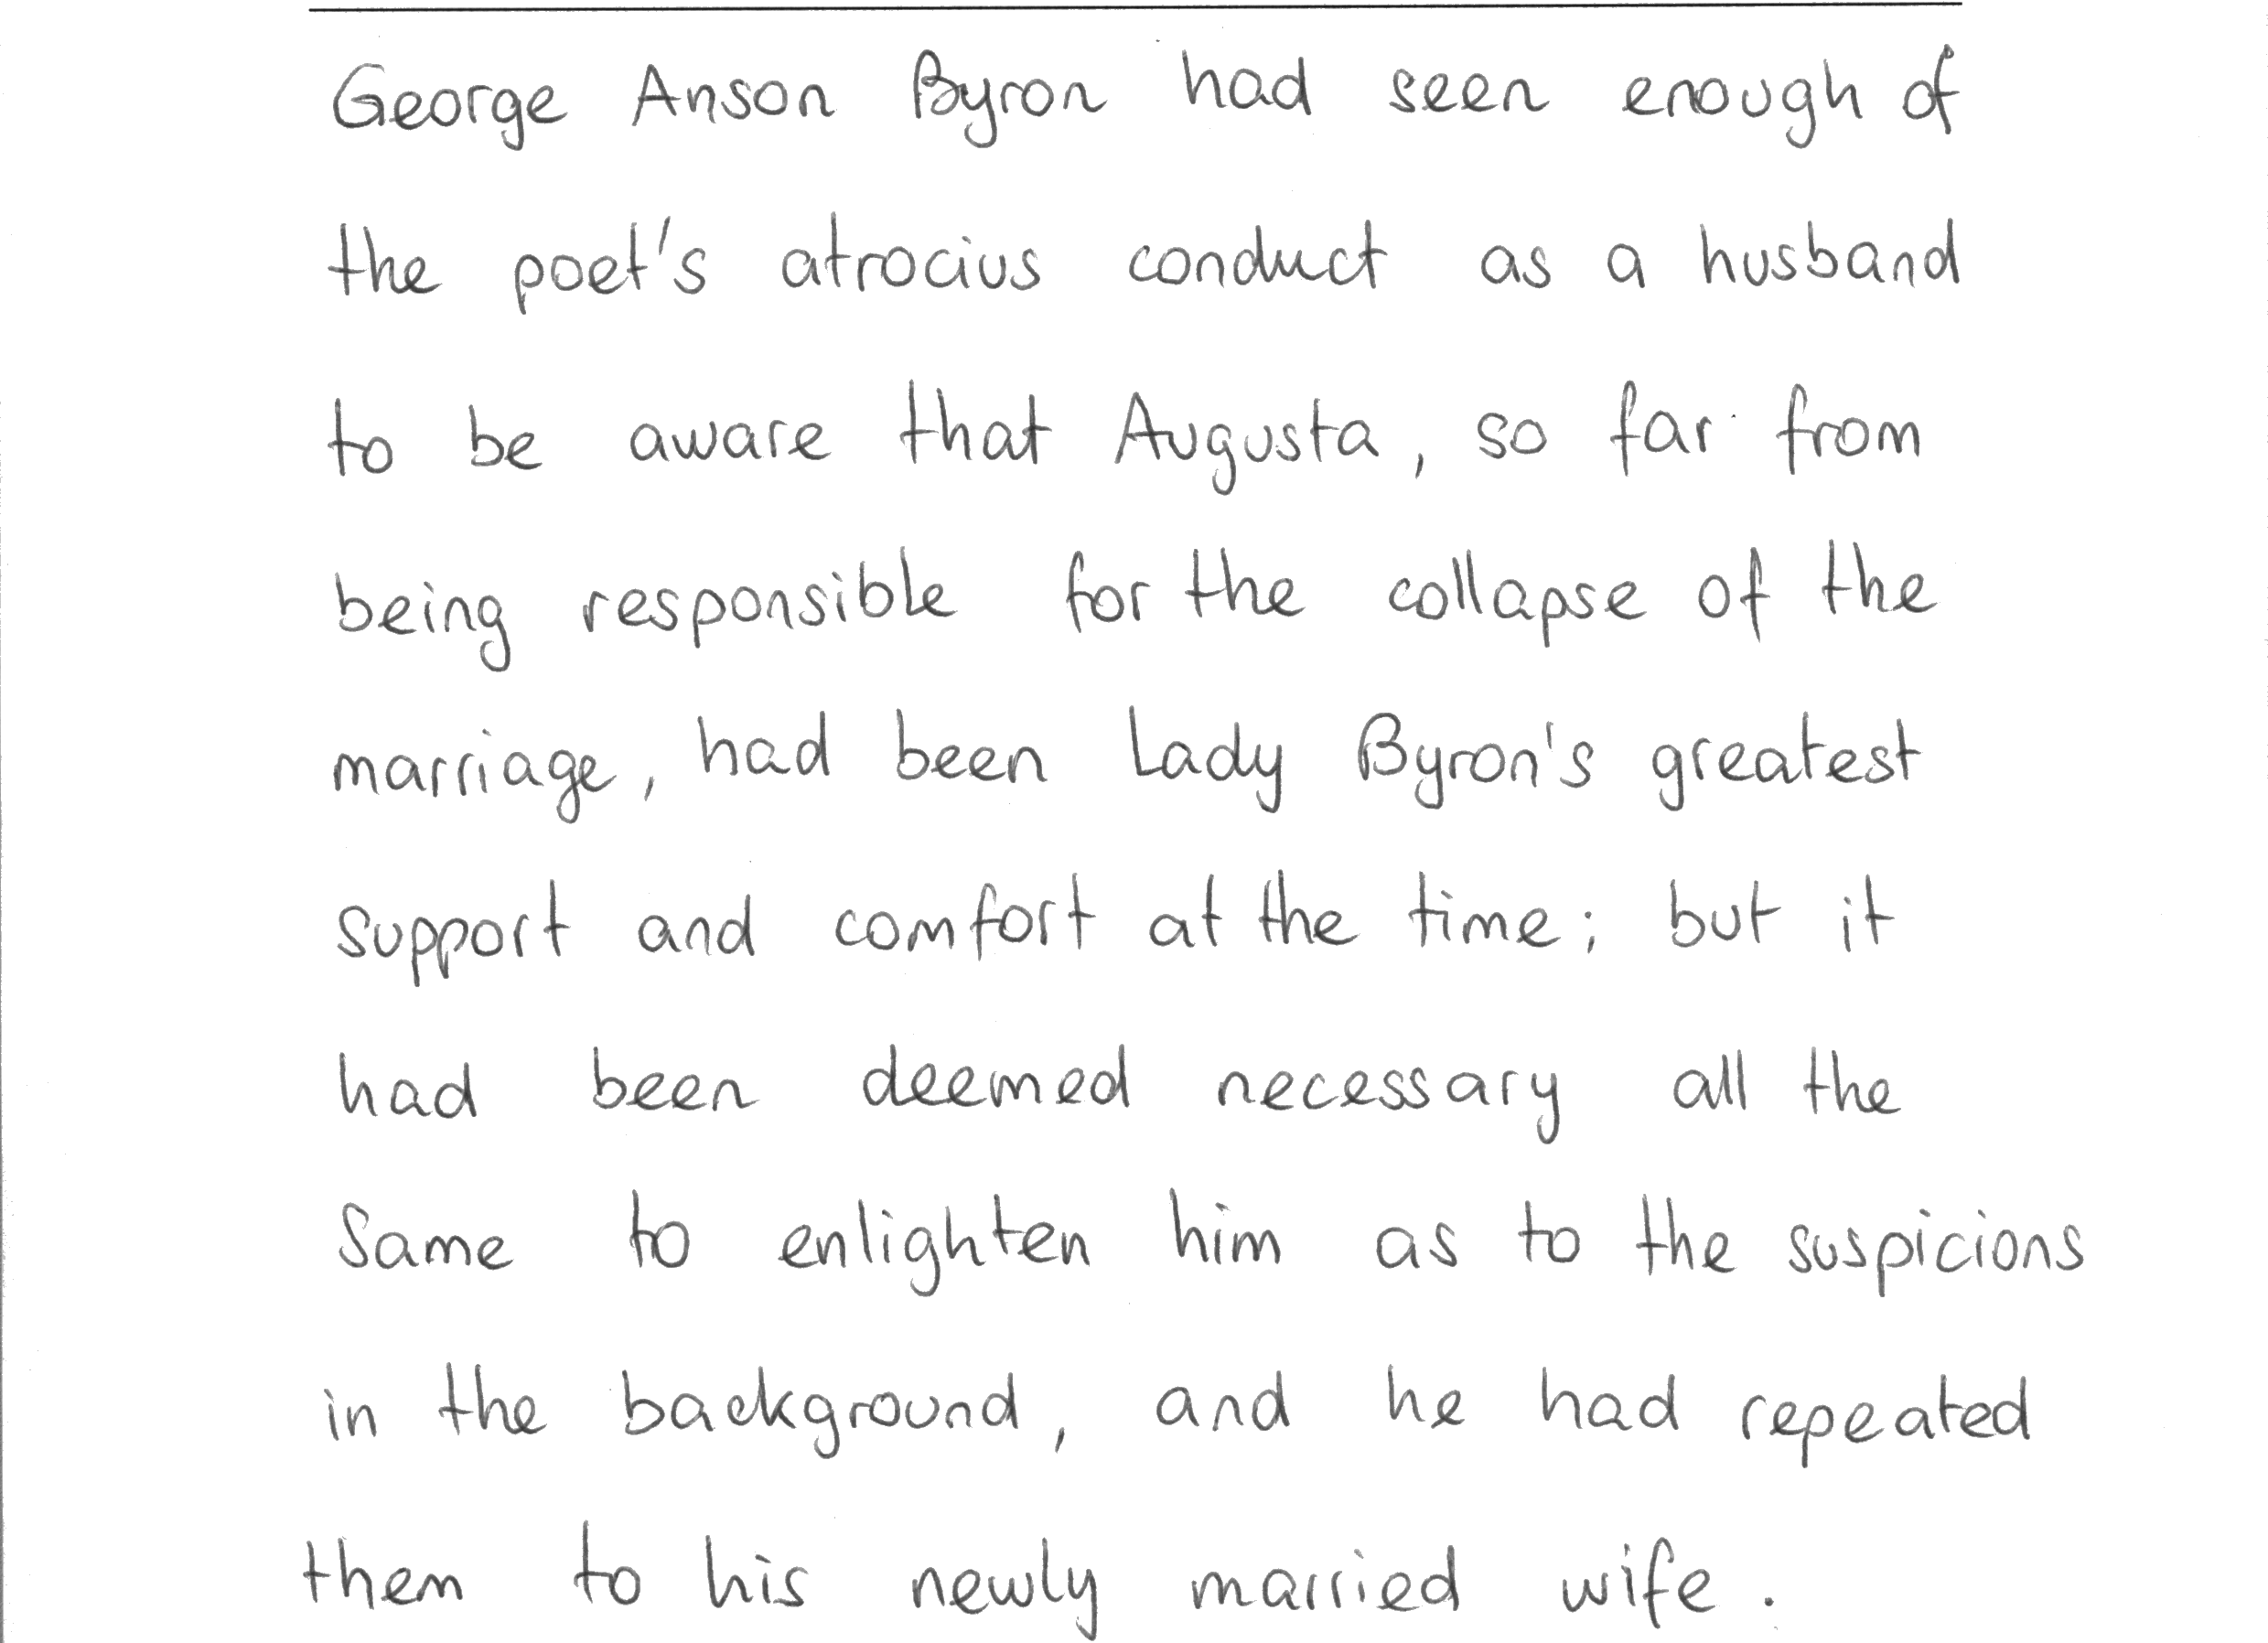 George Anson Byron had seen enough of
the poet's atrocius conduct as a husband
to be aware that Augusta, so far from
being responsible for the collapse of the
marriage, had been Lady Byron's greatest
support and comfort at the time; but it
had been deemed necessary all the
same to enlighten him as to the suspicions
in the background, and he had repeated
them to his newly married wife.